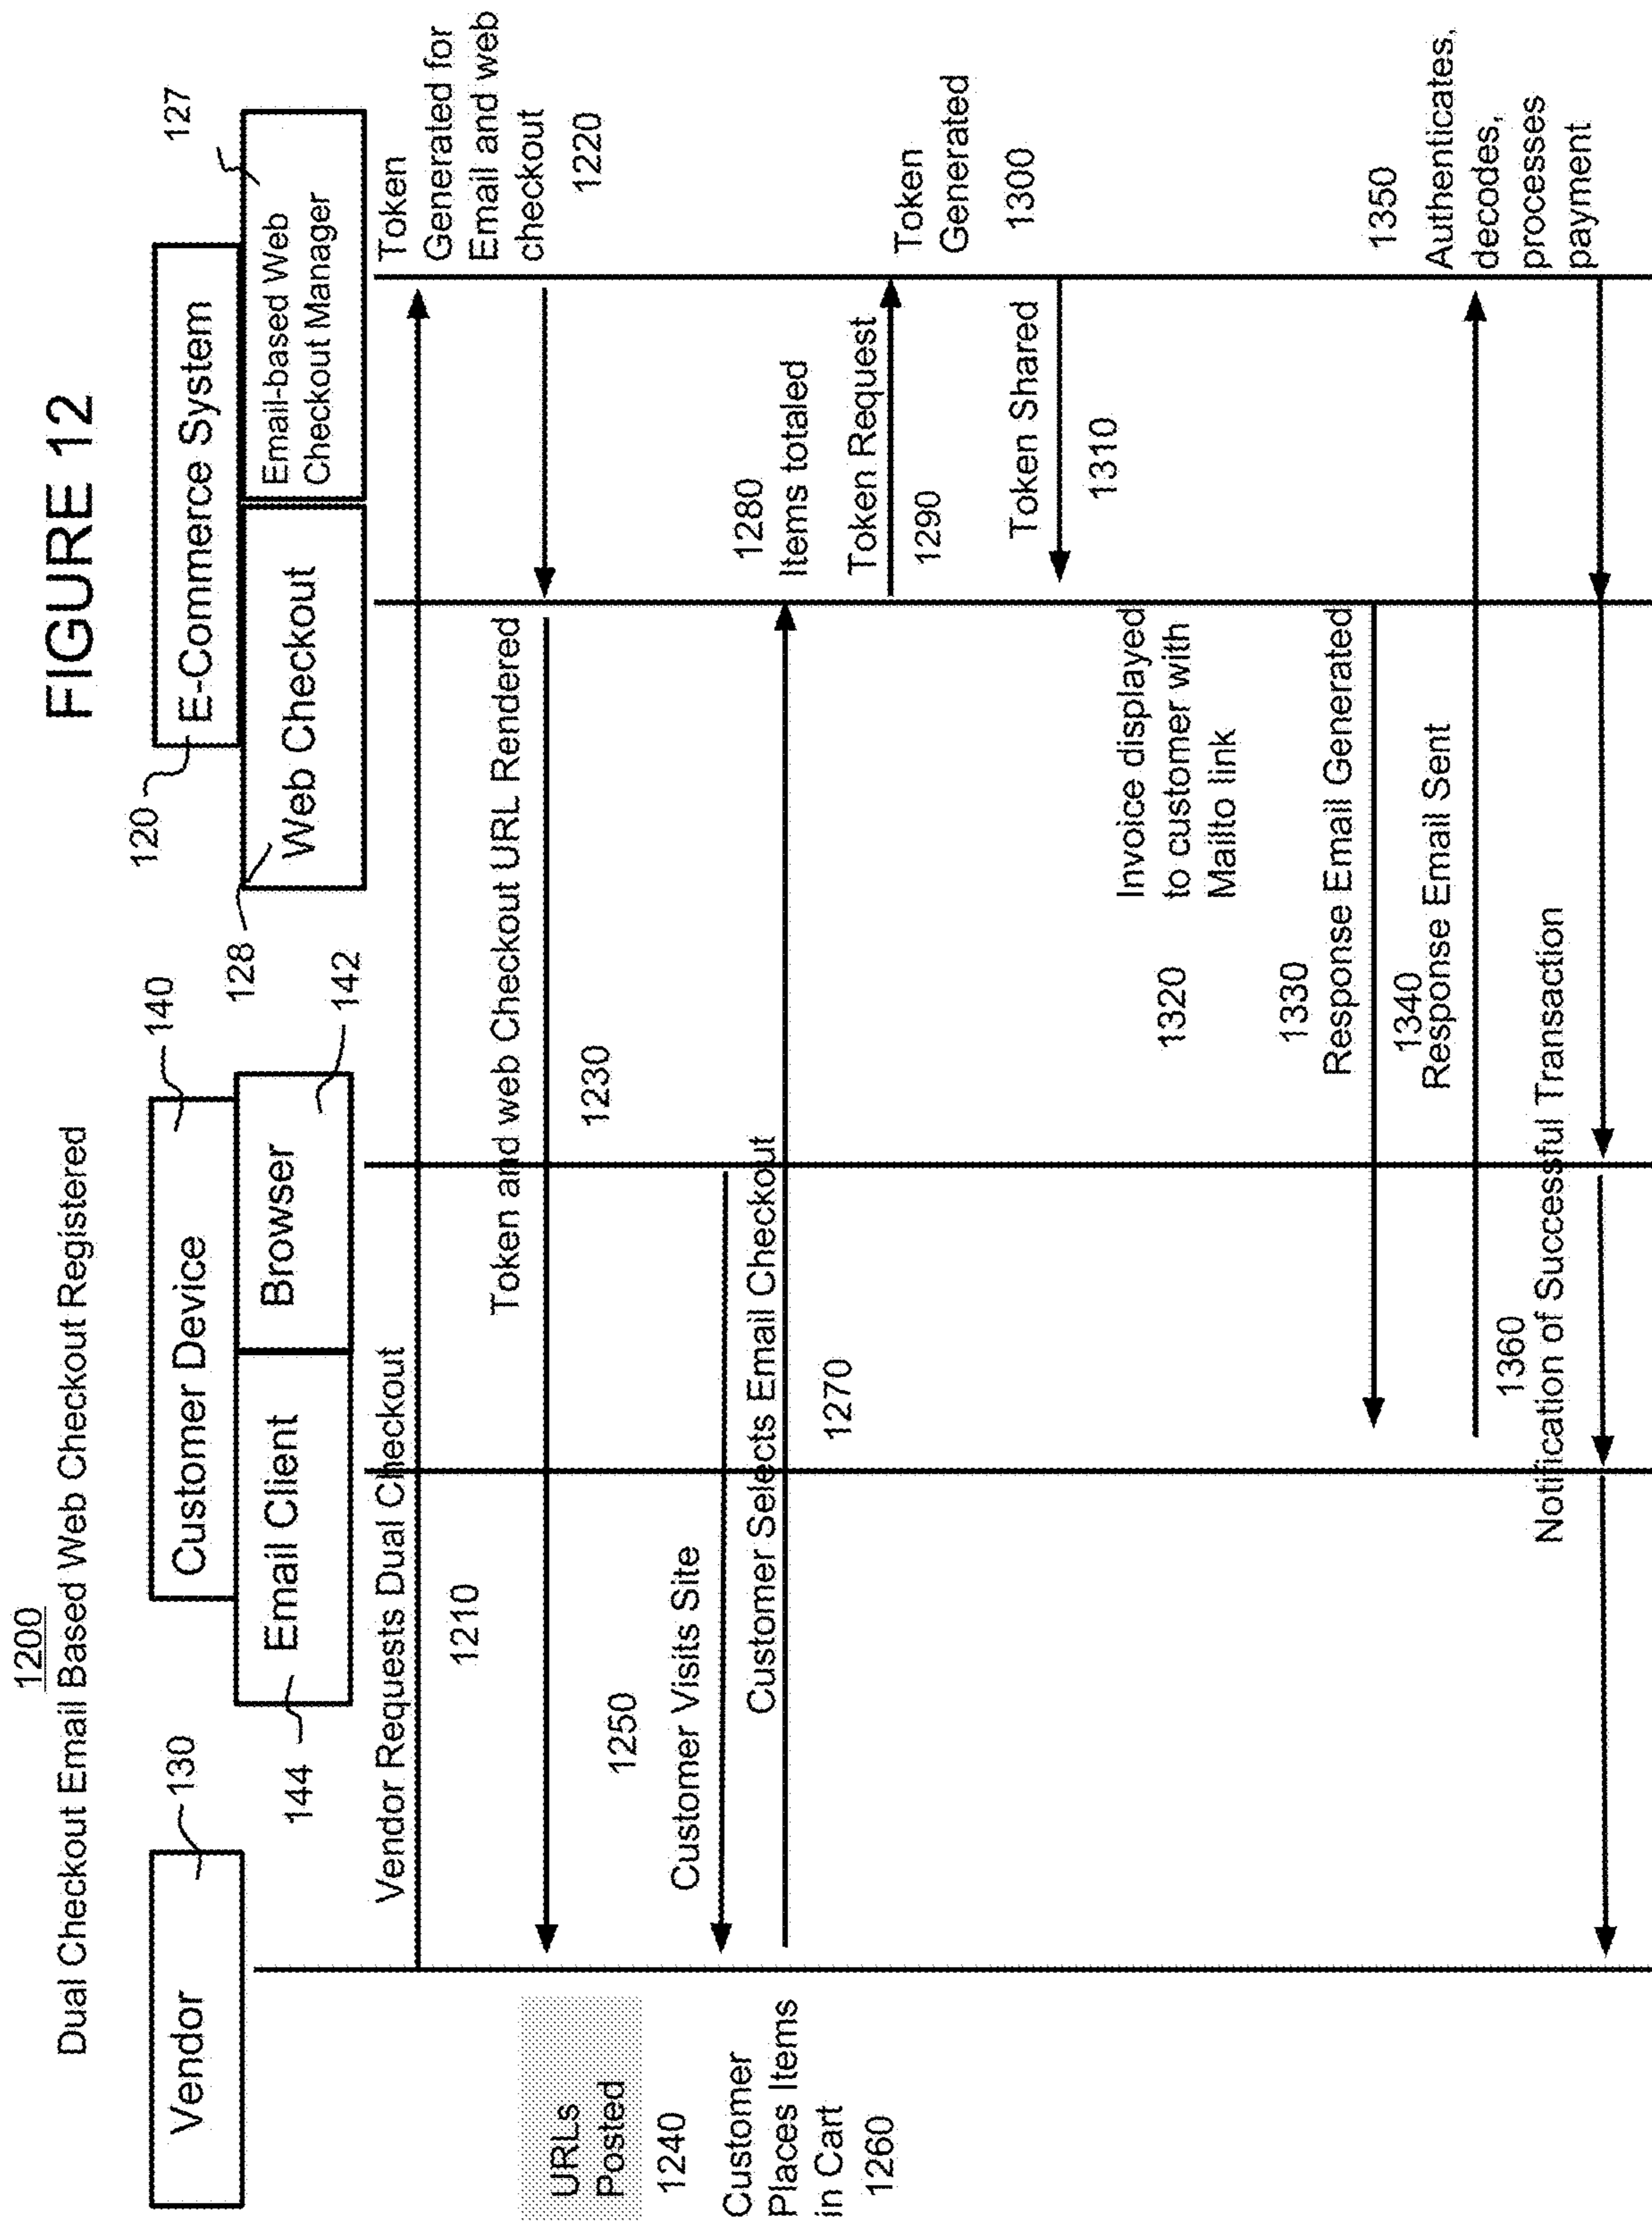 FIGURE 12
1200
Dual Checkout Email Based Web Checkout Registered
Vendor
130
Customer Device
140
Email Client
144
Browser
142
120
E-Commerce System
128
Web Checkout
Email-based Web
Checkout Manager
127
Vendor Requests Dual Checkout
1210
Token
Generated for
Email and web
checkout
1220
Token and web Checkout URL Rendered
1230
URLs
Posted
1240
1250
Customer Visits Site
Customer
Places Items
in Cart
1260
Customer Selects Email Checkout
1270
1280
Items totaled
Token Request
1290
Token
Generated
1300
Token Shared
1310
Invoice displayed
to customer with
Mailto link
1320
1330
Response Email Generated
1340
Response Email Sent
1350
Authenticates,
decodes,
processes
payment
1360
Notification of Successful Transaction